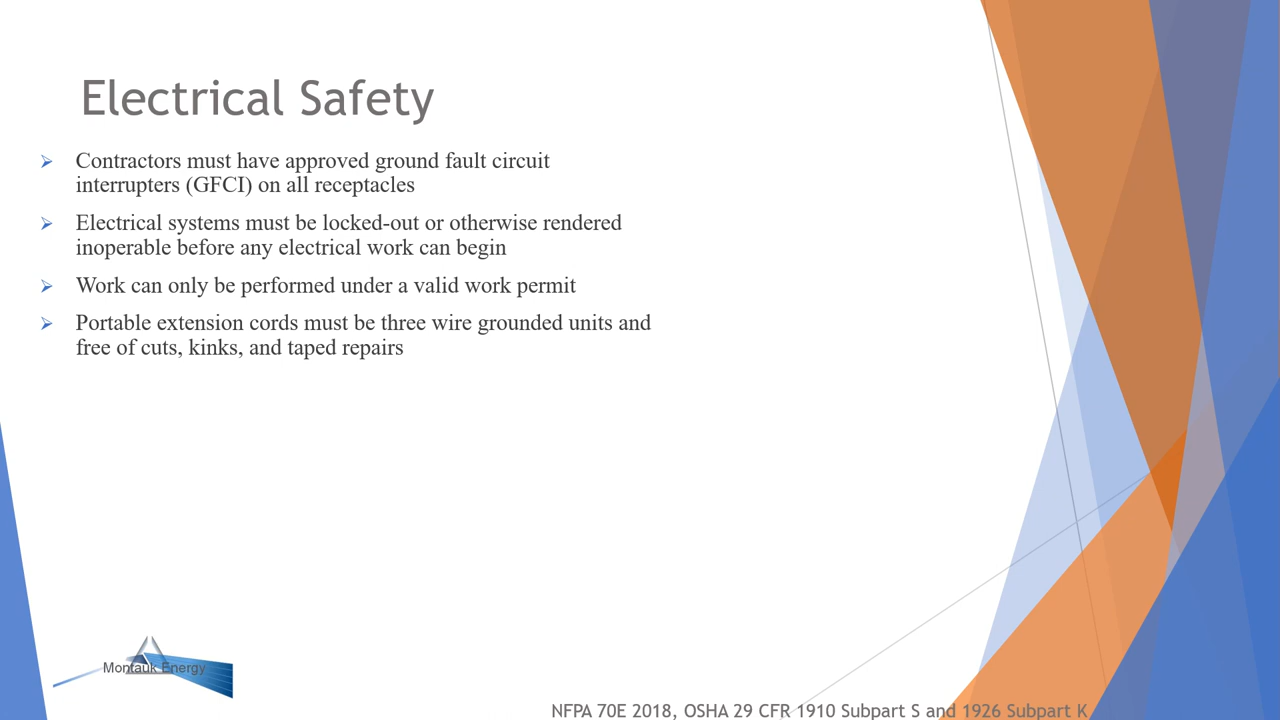 Electrical Safety
Contractors must have approved ground fault circuit
interrupters (GFCI) on all receptacles
Electrical systems must be locked-out or otherwise rendered
inoperable before any electrical work can begin
Work can only be performed under a valid work permit
Portable extension cords must be three wire grounded units and
free of cuts, kinks, and taped repairs
Montauk Energy
NFPA 70E 2018, OSHA 29 CFR 1910 Subpart S and 1926 Subpart K